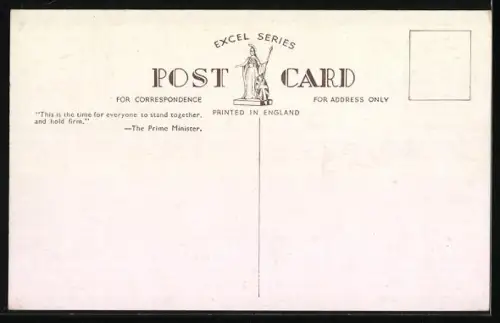 EXCEL SERIES
POST CARD
FOR CORRESPONDENCE
FOR ADDRESS ONLY
PRINTED IN ENGLAND
"This is the time for everyone to stand together,
and hold firm."
—The Prime Minister.